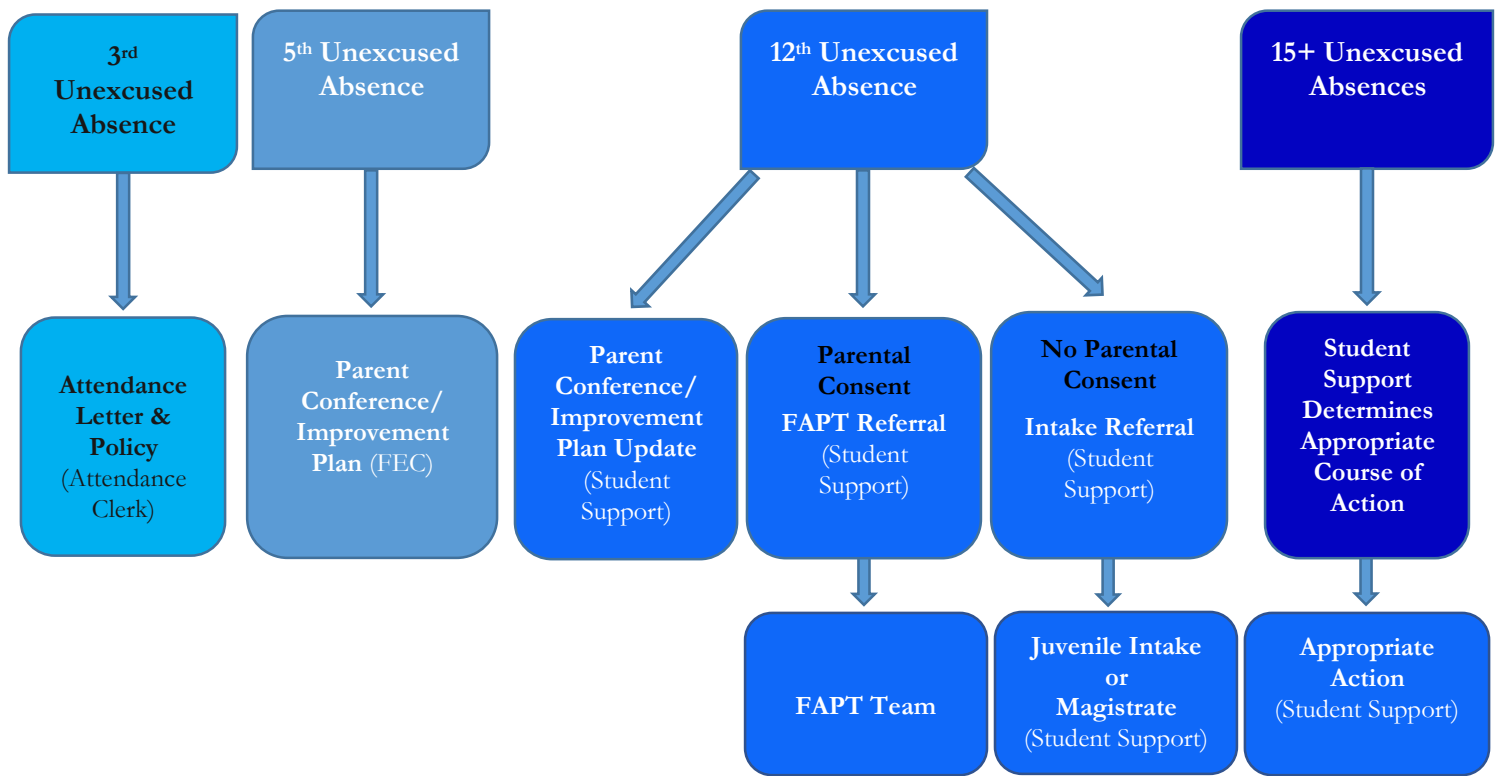 3rd
Unexcused
Absence
5th Unexcused
Absence
12th Unexcused
Absence
15+ Unexcused
Absences
Attendance
Letter &
Policy
(Attendance
Clerk)
Parent
Conference/
Improvement
Plan (FEC)
Parent
Conference/
Improvement
Plan Update
(Student
Support)
Parental
Consent
FAPT Referral
(Student
Support)
No Parental
Consent
Intake Referral
(Student
Support)
Student
Support
Determines
Appropriate
Course of
Action
FAPT Team
Juvenile Intake
or
Magistrate
(Student Support)
Appropriate
Action
(Student Support)